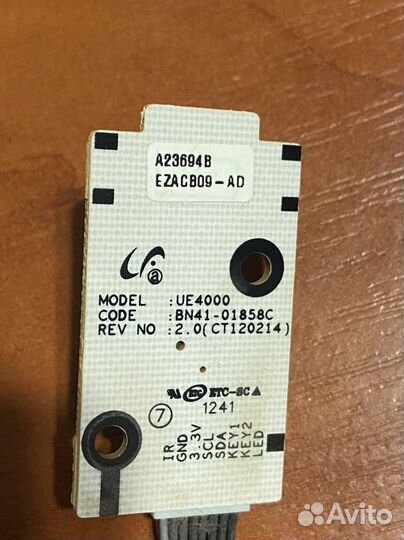 A23694B
EZACB09-AD
a
MODEL :UE4000
CODE :BN41-01858C
REV NO :2.0(CT120214)
ETC-SC
7
1241
IR
GND
3.3V
SCL
SDA
KEY1
KEY2
LED
Avito